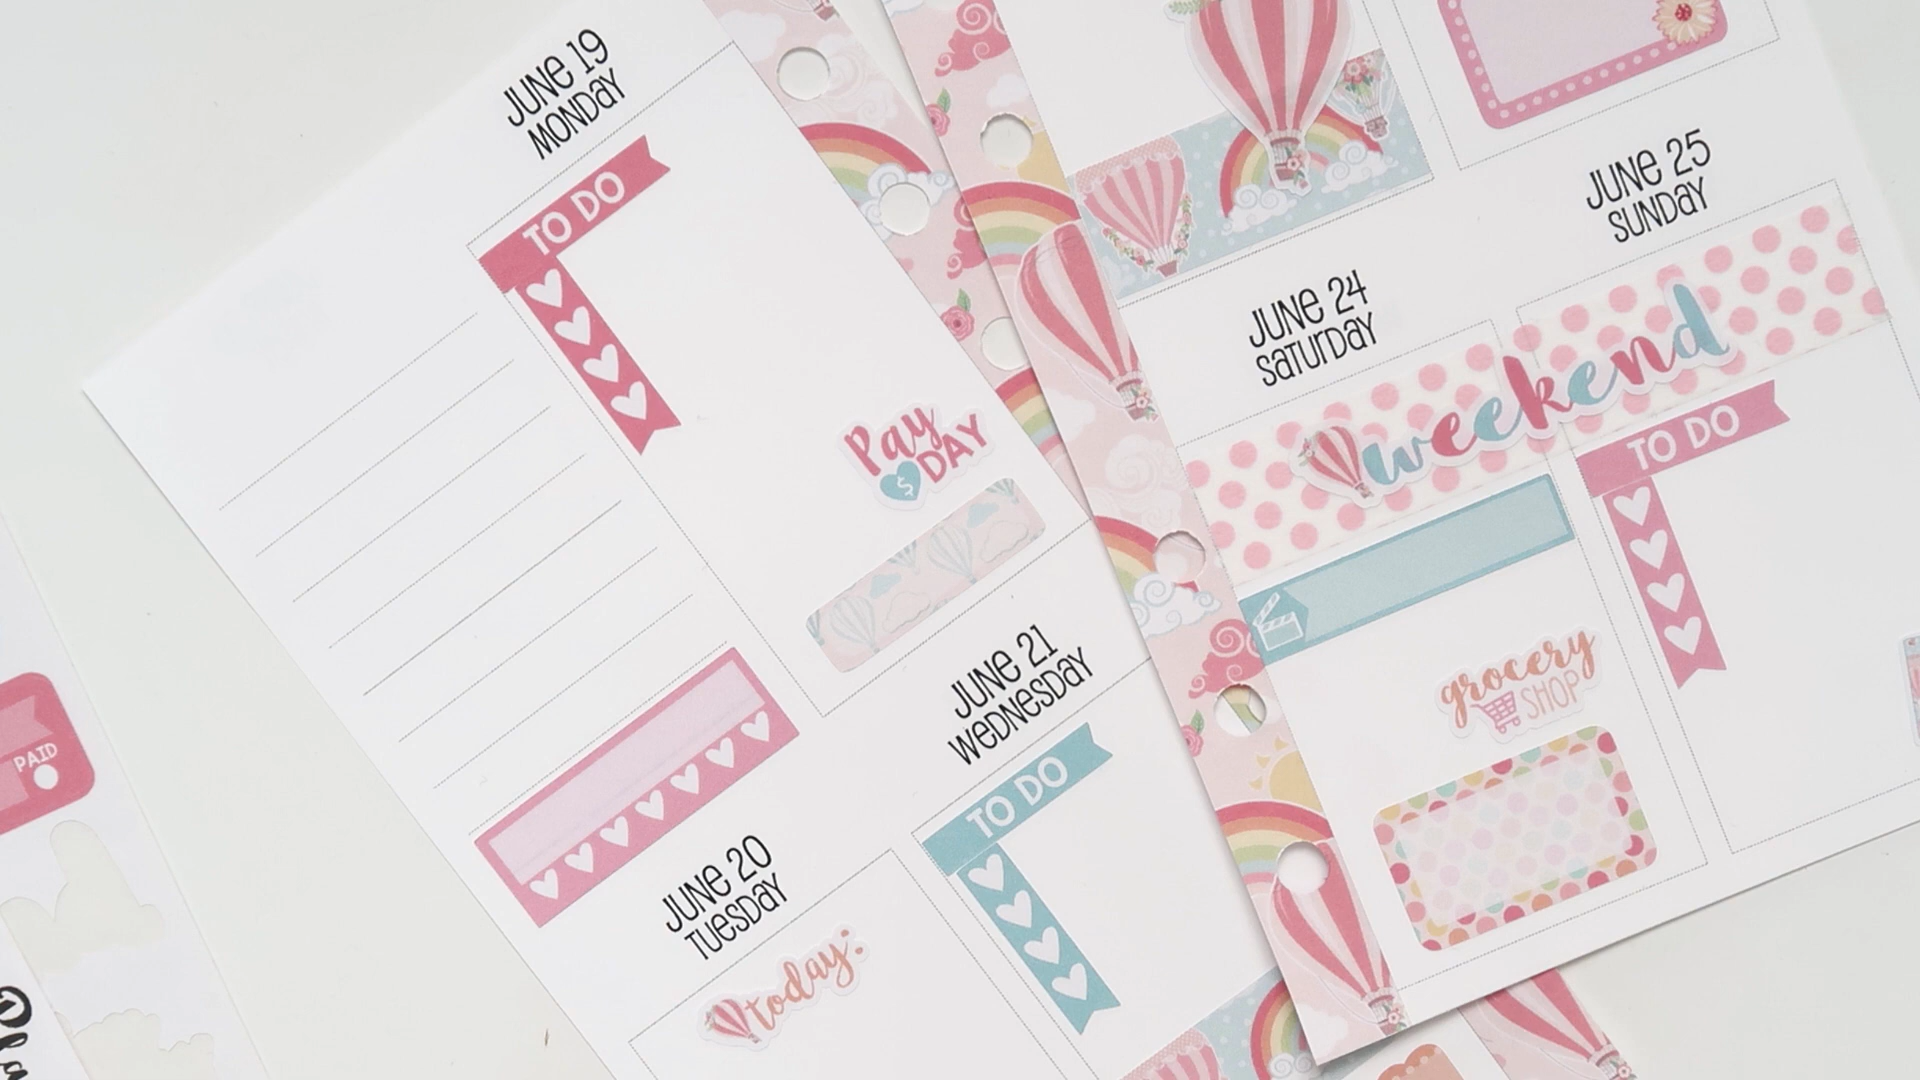 JUNE 19
MONDAY
TO DO
Pay
DAY
JUNE 20
TUESDAY
today:
JUNE 21
WEDNESDAY
TO DO
JUNE 24
SATURDAY
weekend
grocery
SHOP
JUNE 25
SUNDAY
TO DO
PAID